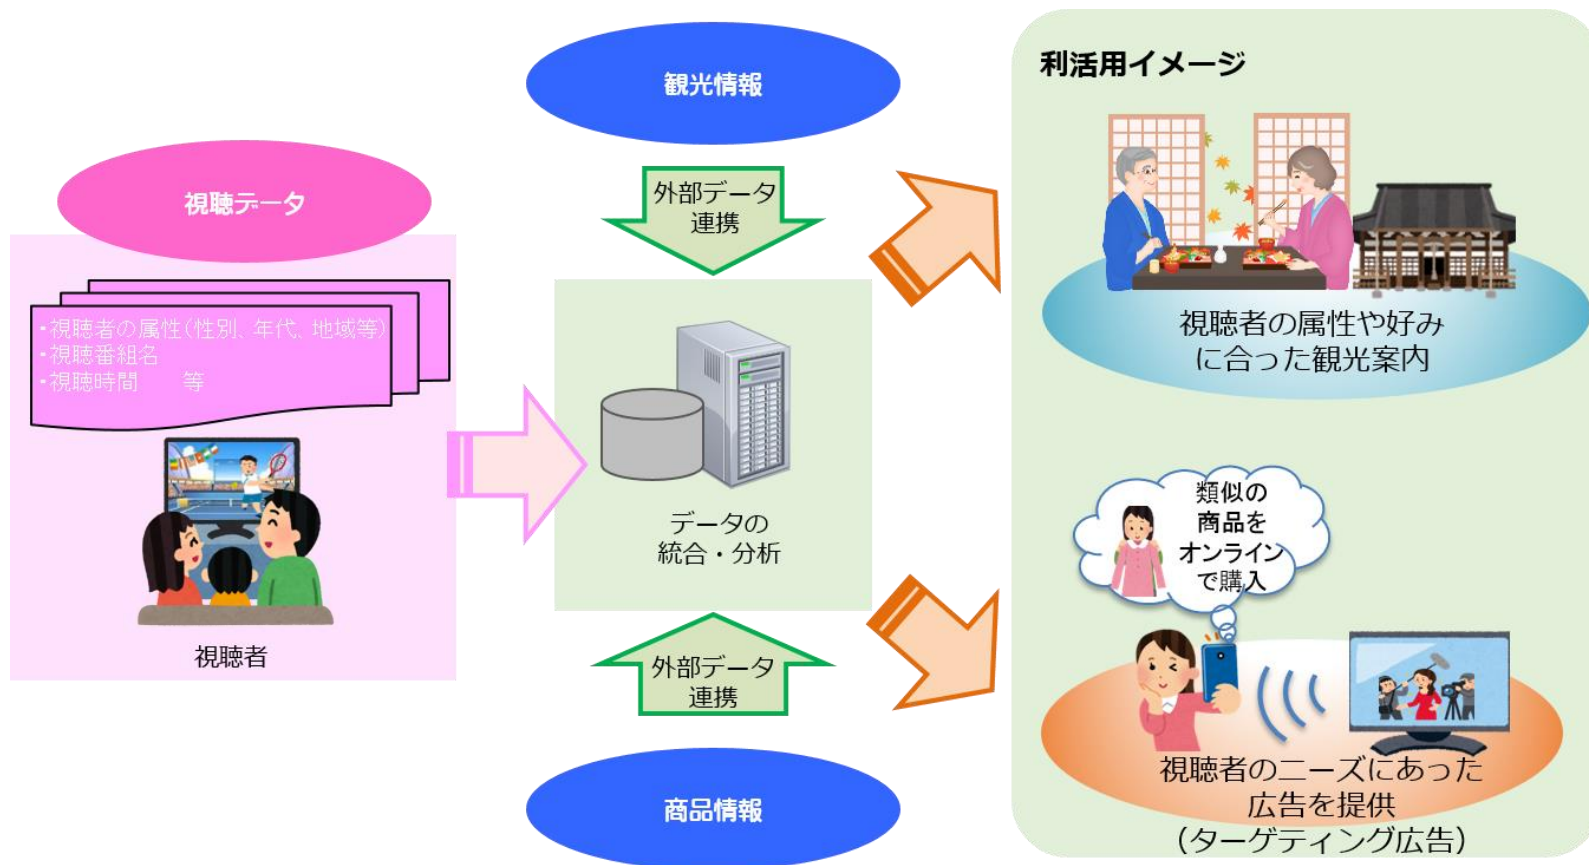 視聴データ
・視聴者の属性(性別、年代、地域等)
・視聴番組名
・視聴時間　　等
視聴者
観光情報
外部データ
連携
データの
統合・分析
外部データ
連携
商品情報
利活用イメージ
視聴者の属性や好み
に合った観光案内
類似の
商品を
オンライン
で購入
視聴者のニーズにあった
広告を提供
(ターゲティング広告)